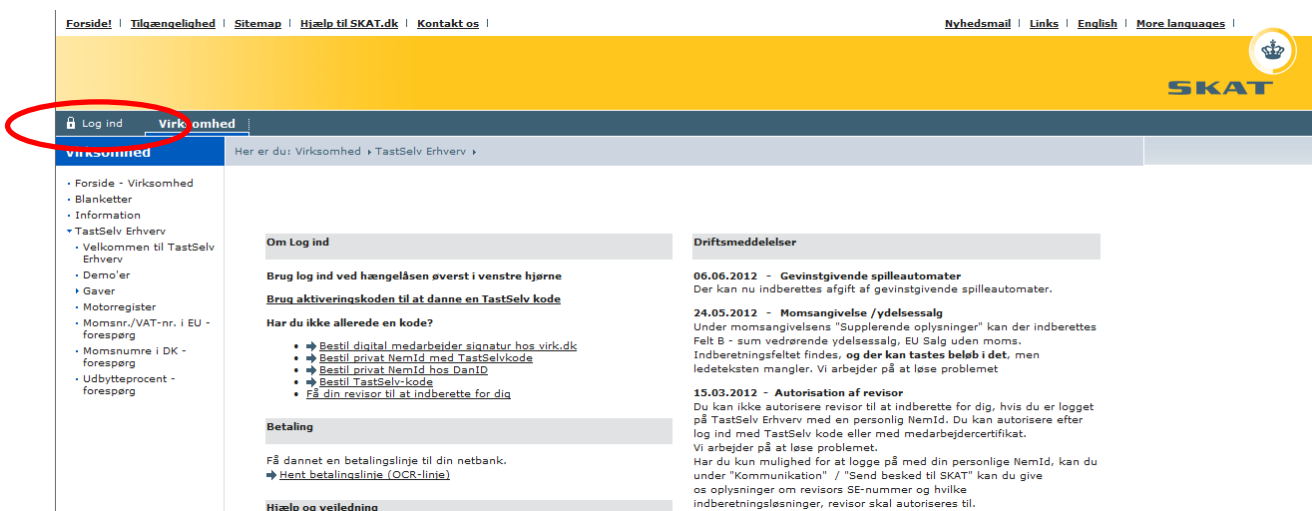 Forside! | Tilgængelighed | Sitemap | Hjælp til SKAT.dk | Kontakt os |
Nyhedsmail | Links | English | More languages |
SKAT
Log ind Virksomhed
Virksomhed
Her er du: Virksomhed › TastSelv Erhverv ›
Forside - Virksomhed
Blanketter
Information
TastSelv Erhverv
Velkommen til TastSelv
Erhverv
Demo'er
Gaver
Motorregister
Momsnr./VAT-nr. i EU -
forespørg
Momsnumre i DK -
forespørg
Udbytteprocent -
forespørg
Om Log ind
Brug log ind ved hængelåsen øverst i venstre hjørne
Brug aktiveringskoden til at danne en TastSelv kode
Har du ikke allerede en kode?
Bestil digital medarbejder signatur hos virk.dk
Bestil privat NemId med TastSelvkode
Bestil privat NemId hos DanID
Bestil TastSelv-kode
Få din revisor til at indberette for dig
Betaling
Få dannet en betalingslinje til din netbank.
Hent betalingslinje (OCR-linje)
Hjælp og vejledning
Driftsmeddelelser
06.06.2012 - Gevinstgivende spilleautomater
Der kan nu indberettes afgift af gevinstgivende spilleautomater.
24.05.2012 - Momsangivelse /ydelsessalg
Under momsangivelsens "Supplerende oplysninger" kan der indberettes
Felt B - sum vedrørende ydelsessalg, EU Salg uden moms.
Indberetningsfeltet findes, og der kan tastes beløb i det, men
ledeteksten mangler. Vi arbejder på at løse problemet
15.03.2012 - Autorisation af revisor
Du kan ikke autorisere revisor til at indberette for dig, hvis du er logget
på TastSelv Erhverv med en personlig NemId. Du kan autorisere efter
log ind med TastSelv kode eller med medarbejdercertifikat.
Vi arbejder på at løse problemet.
Har du kun mulighed for at logge på med din personlige NemId, kan du
under "Kommunikation" / "Send besked til SKAT" kan du give
os oplysninger om revisors SE-nummer og hvilke
indberetningsløsninger, revisor skal autoriseres til.